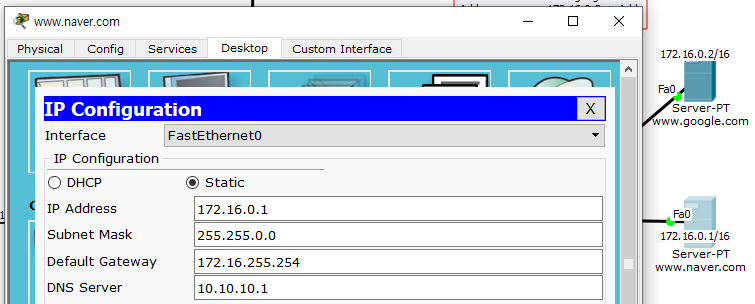 www.naver.com
Physical Config Services Desktop Custom Interface
IP Configuration X
Interface FastEthernet0
IP Configuration
DHCP Static
IP Address 172.16.0.1
Subnet Mask 255.255.0.0
Default Gateway 172.16.255.254
DNS Server 10.10.10.1
172.16.0.2/16
Fa0
Server-PT
www.google.com
Fa0
172.16.0.1/16
Server-PT
www.naver.com